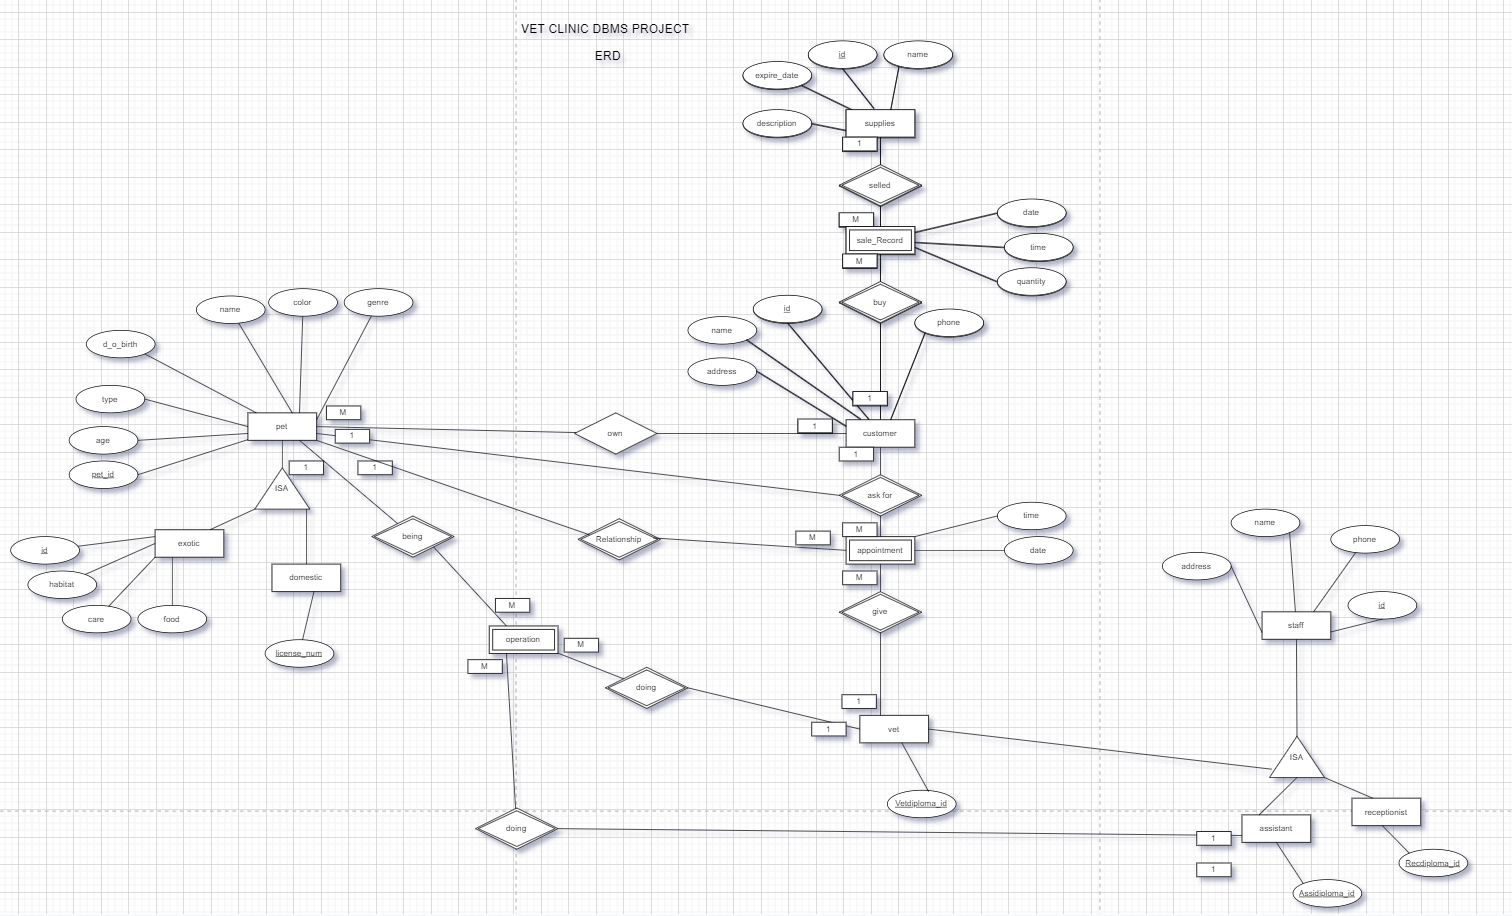 VET CLINIC DBMS PROJECT
ERD
id
name
expire_date
description
supplies
1
selled
M
sale_Record
M
date
time
quantity
buy
id
name
address
phone
1
1
customer
1
name
color
genre
d_o_birth
type
age
pet_id
pet
M
1
1
1
own
ISA
ask for
exotic
id
habitat
care
food
domestic
license_num
being
Relationship
M
M
appointment
M
time
date
give
M
operation
M
M
doing
1
1
vet
Vetdiploma_id
name
phone
address
id
staff
ISA
receptionist
Recdiploma_id
doing
1
1
assistant
Assidiploma_id